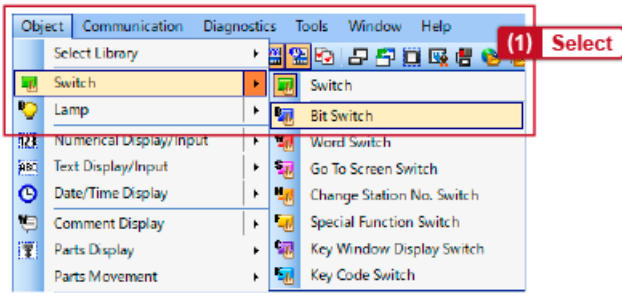 Object Communication Diagnostics Tools Window Help
(1) Select
Select Library
Switch
Switch
Lamp
Bit Switch
Numerical Display/Input
Word Switch
Text Display/Input
Go To Screen Switch
Date/Time Display
Change Station No. Switch
Comment Display
Special Function Switch
Parts Display
Key Window Display Switch
Parts Movement
Key Code Switch